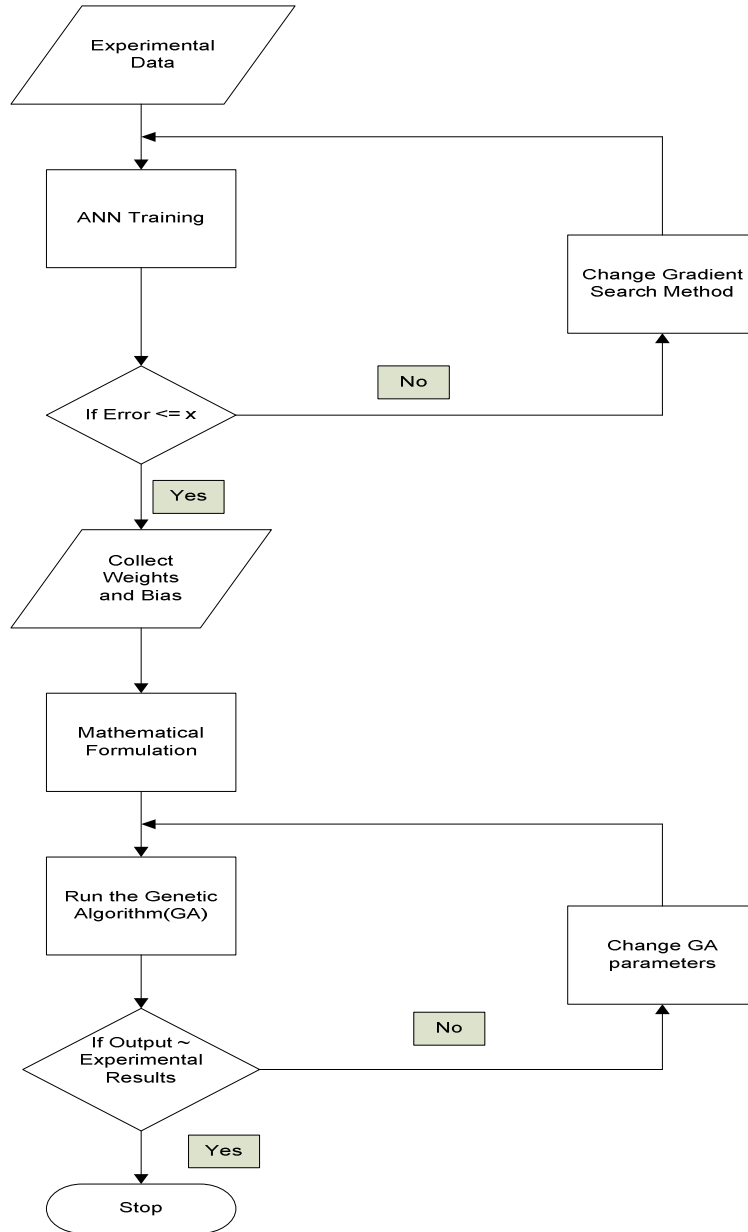 Experimental
Data
ANN Training
Change Gradient
Search Method
No
If Error <= x
Yes
Collect
Weights
and Bias
Mathematical
Formulation
Run the Genetic
Algorithm(GA)
Change GA
parameters
No
If Output ~
Experimental
Results
Yes
Stop